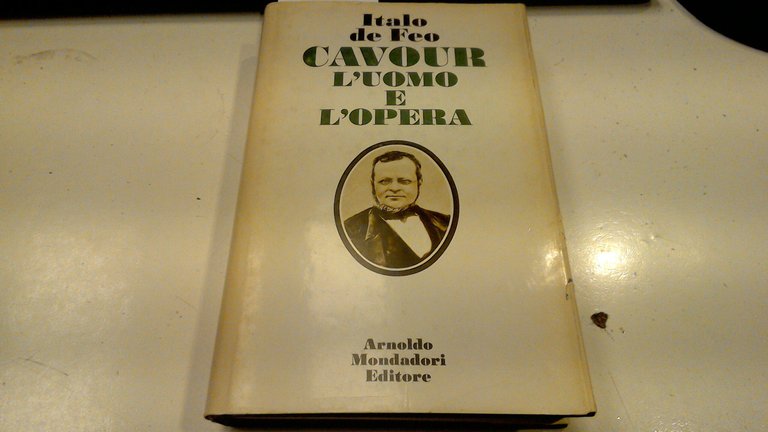 Italo
de Feo
CAVOUR
L'UOMO
E
L'OPERA
Arnoldo
Mondadori
Editore